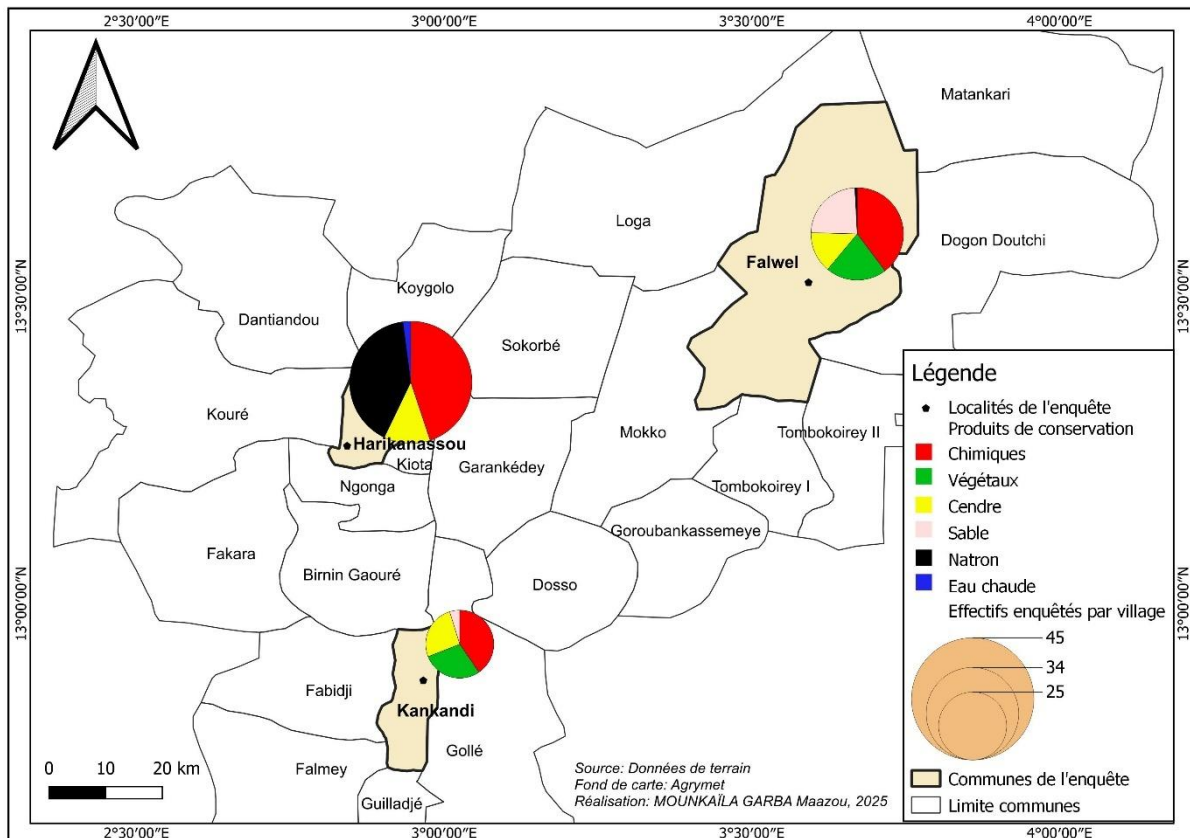 2°30'00"E 3°00'00"E 3°30'00"E 4°00'00"E
Matankari
Loga
Dogon Doutchi
Falwel
13°30'00"N 13°30'00"N
Koygolo
Dantiandou
Sokorbé
Légende
Localités de l'enquête
Produits de conservation
Chimiques
Végétaux
Cendre
Sable
Natron
Eau chaude
Effectifs enquêtés par village
45
34
25
Communes de l'enquête
Limite communes
Kouré
Harikanassou
Mokko
Tombokoirey II
Kiota
Garankédey
Ngonga
Tombokoirey I
Goroubankassemeye
Fakara
Birnin Gaouré
Dosso
13°00'00"N 13°00'00"N
Fabidji
Kankandi
Gollé
Falmey
Guilladjé
0 10 20 km
Source: Données de terrain
Fond de carte: Agrymet
Réalisation: MOUNKAÏLA GARBA Maazou, 2025
2°30'00"E 3°00'00"E 3°30'00"E 4°00'00"E